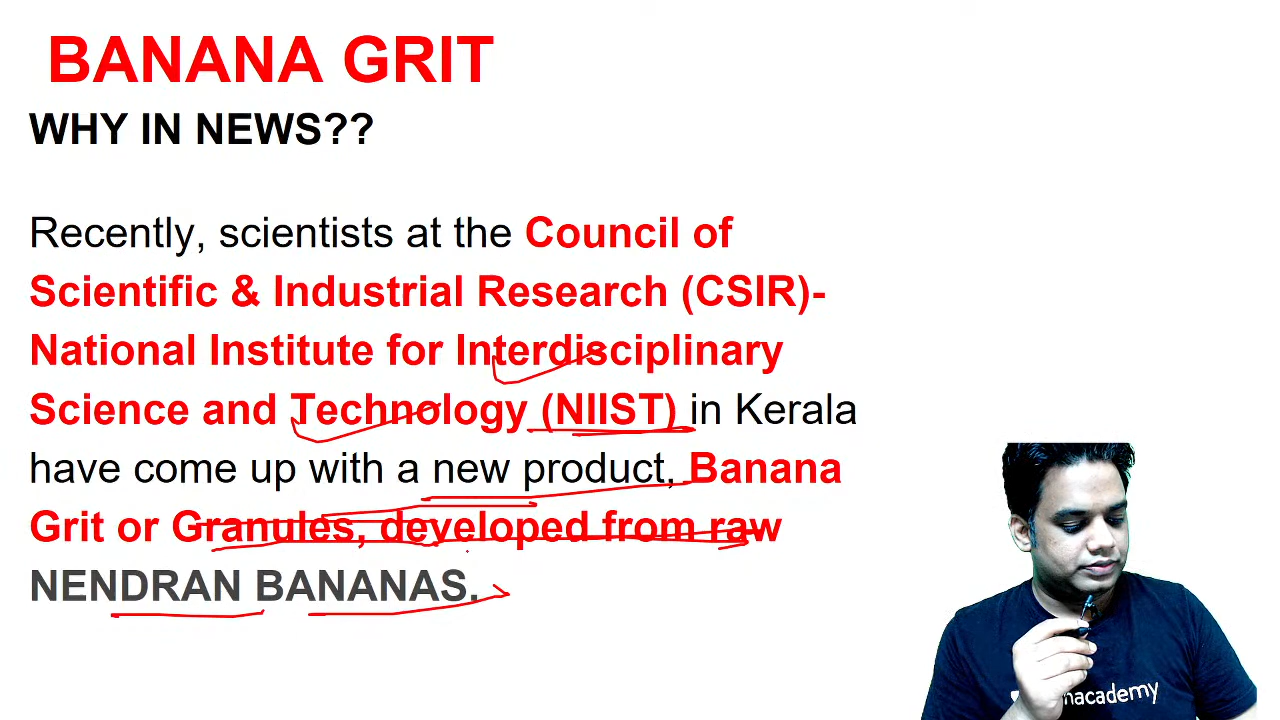 BANANA GRIT
WHY IN NEWS??
Recently, scientists at the Council of
Scientific & Industrial Research (CSIR)-
National Institute for Interdisciplinary
Science and Technology (NIIST) in Kerala
have come up with a new product, Banana
Grit or Granules, developed from raw
NENDRAN BANANAS.